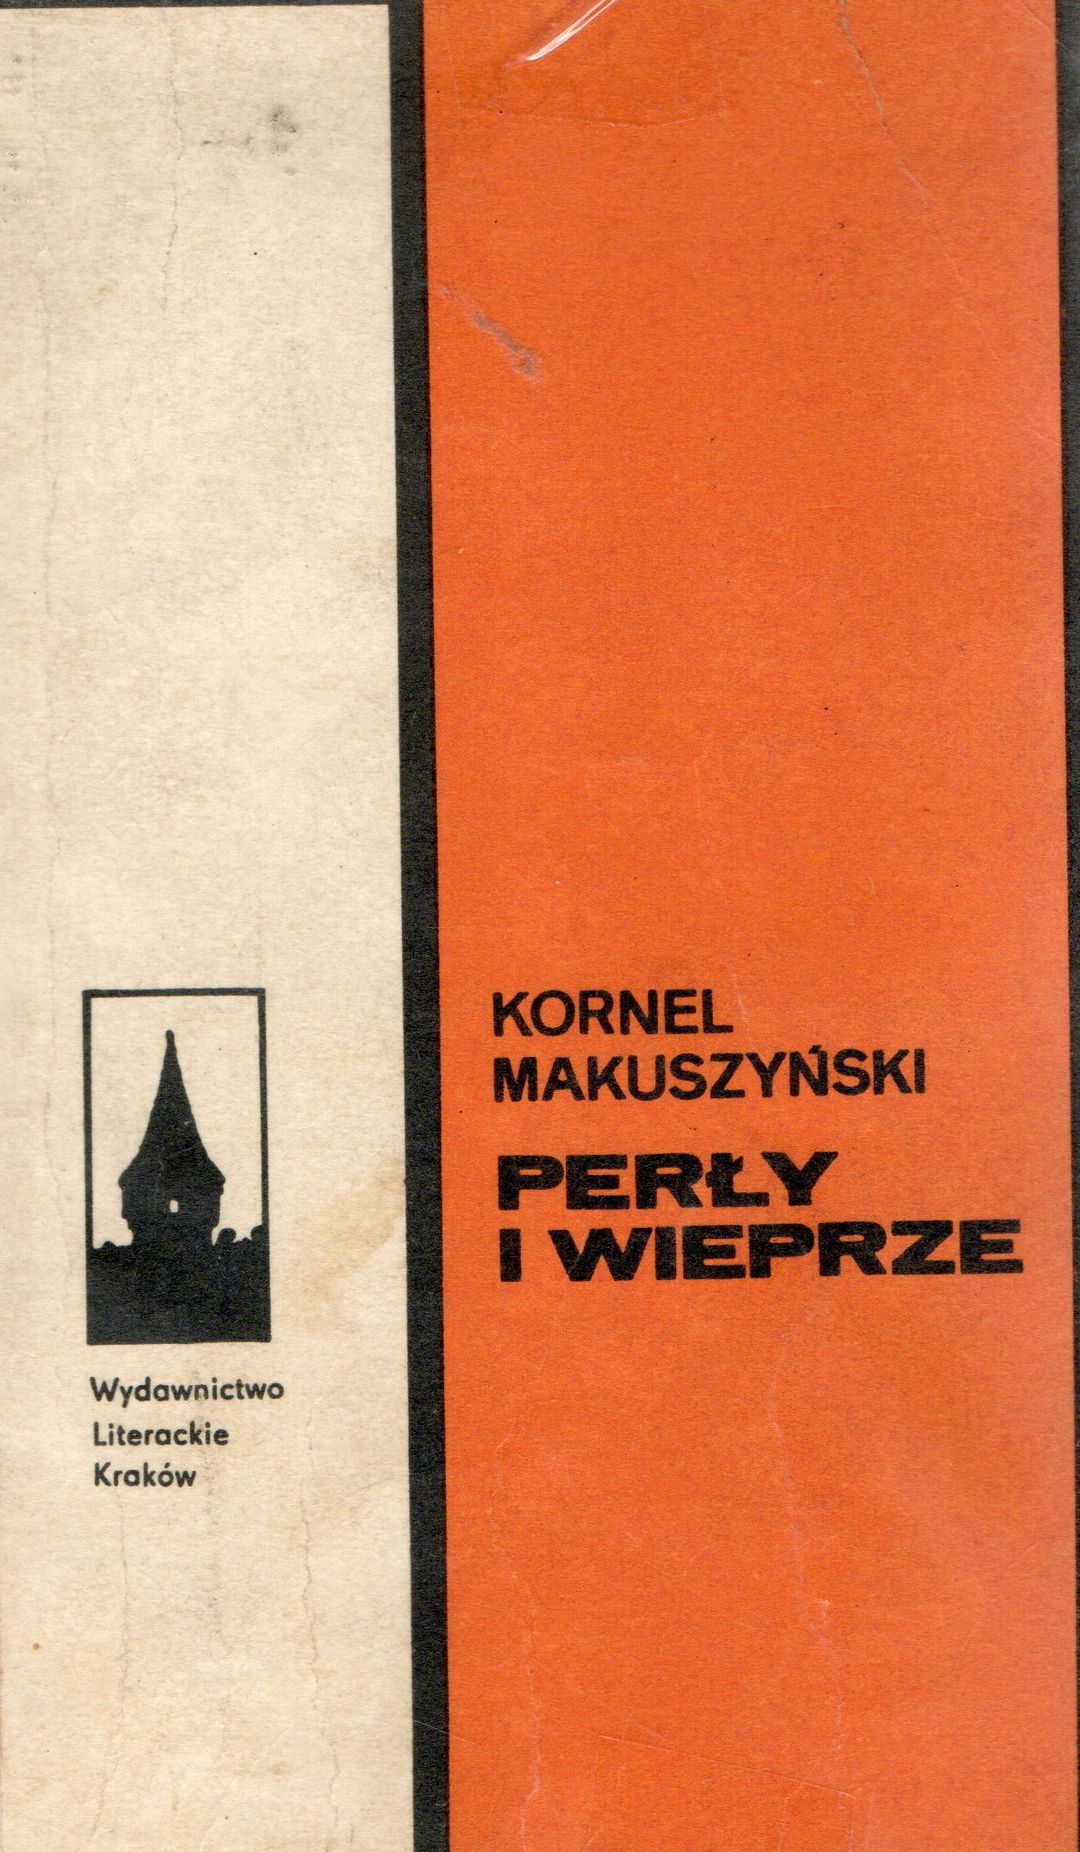 KORNEL
MAKUSZYŃSKI
PERŁY
I WIEPRZE
Wydawnictwo
Literackie
Kraków